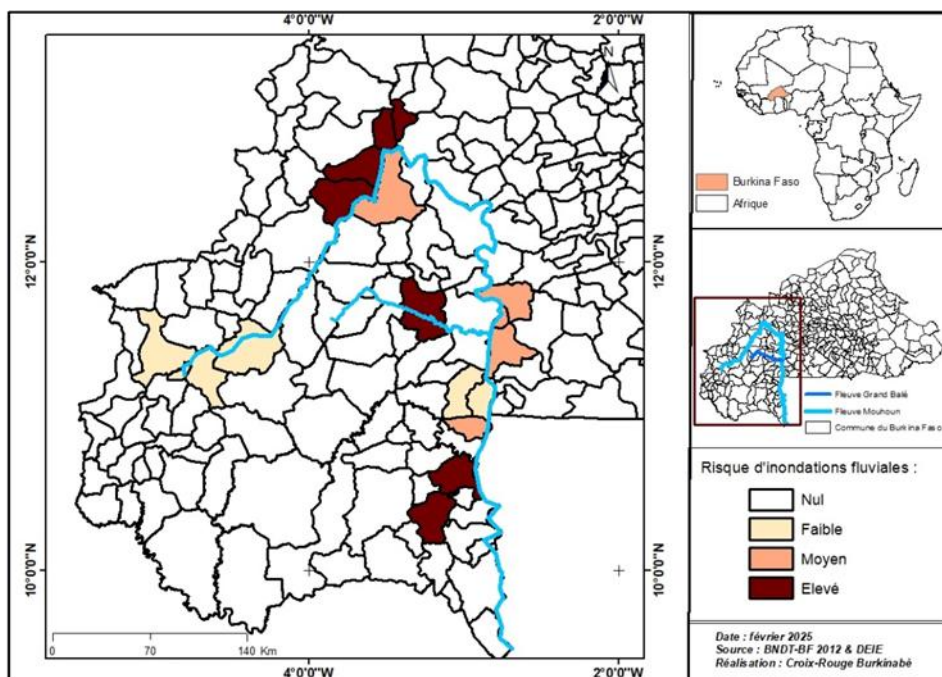 4°0'0"W
2°0'0"W
N
12°0'0"N
12°0'0"N
10°0'0"N
10°0'0"N
0 70 140 Km
4°0'0"W
2°0'0"W
Burkina Faso
Afrique
Fleuve Grand Balé
Fleuve Mouhoun
Commune du Burkina Faso
Risque d'inondations fluviales :
Nul
Faible
Moyen
Elevé
Date : février 2025
Source : BNDT-BF 2012 & DEIE
Réalisation : Croix-Rouge Burkinabé